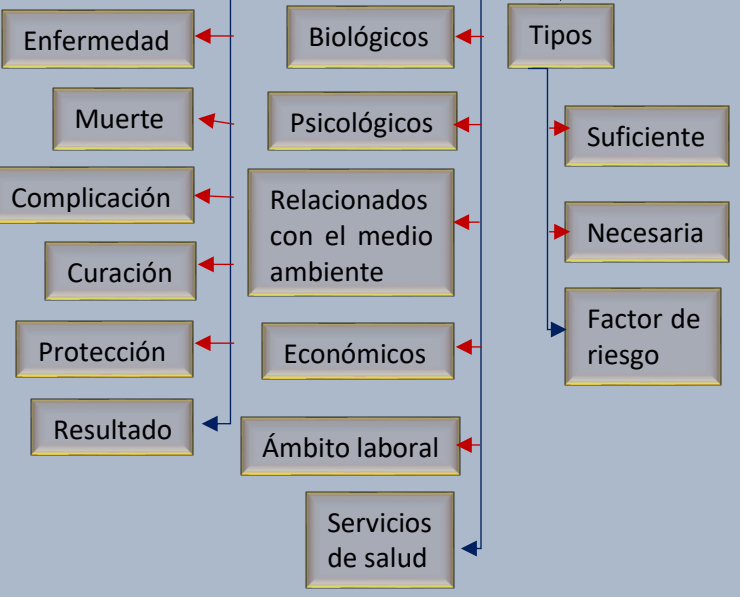 Enfermedad
Muerte
Complicación
Curación
Protección
Resultado
Biológicos
Psicológicos
Relacionados
con el medio
ambiente
Económicos
Ámbito laboral
Servicios
de salud
Tipos
Suficiente
Necesaria
Factor de
riesgo